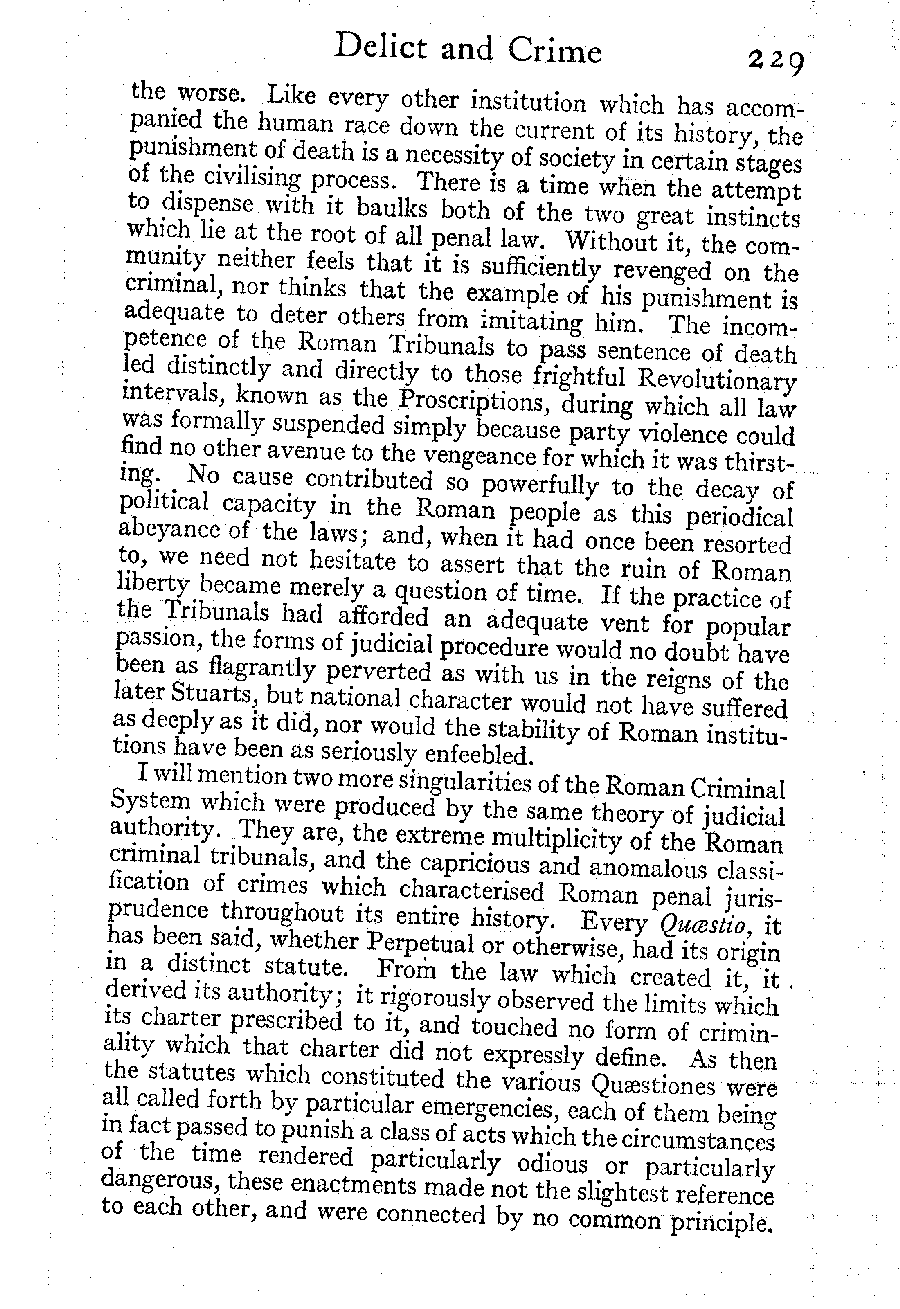 Delict and Crime 229
the worse. Like every other institution which has accom-
panied the human race down the current of its history, the
punishment of death is a necessity of society in certain stages
of the civilising process. There is a time when the attempt
to dispense with it baulks both of the two great instincts
which lie at the root of all penal law. Without it, the com-
munity neither feels that it is sufficiently revenged on the
criminal, nor thinks that the example of his punishment is
adequate to deter others from imitating him. The incom-
petence of the Roman Tribunals to pass sentence of death
led distinctly and directly to those frightful Revolutionary
intervals, known as the Proscriptions, during which all law
was formally suspended simply because party violence could
find no other avenue to the vengeance for which it was thirst-
ing. No cause contributed so powerfully to the decay of
political capacity in the Roman people as this periodical
abeyance of the laws; and, when it had once been resorted
to, we need not hesitate to assert that the ruin of Roman
liberty became merely a question of time. If the practice of
the Tribunals had afforded an adequate vent for popular
passion, the forms of judicial procedure would no doubt have
been as flagrantly perverted as with us in the reigns of the
later Stuarts, but national character would not have suffered
as deeply as it did, nor would the stability of Roman institu-
tions have been as seriously enfeebled.
I will mention two more singularities of the Roman Criminal
System which were produced by the same theory of judicial
authority. They are, the extreme multiplicity of the Roman
criminal tribunals, and the capricious and anomalous classi-
fication of crimes which characterised Roman penal juris-
prudence throughout its entire history. Every Quæstio, it
has been said, whether Perpetual or otherwise, had its origin
in a distinct statute. From the law which created it, it
derived its authority; it rigorously observed the limits which
its charter prescribed to it, and touched no form of crimin-
ality which that charter did not expressly define. As then
the statutes which constituted the various Quæstiones were
all called forth by particular emergencies, each of them being
in fact passed to punish a class of acts which the circumstances
of the time rendered particularly odious or particularly
dangerous, these enactments made not the slightest reference
to each other, and were connected by no common principle.